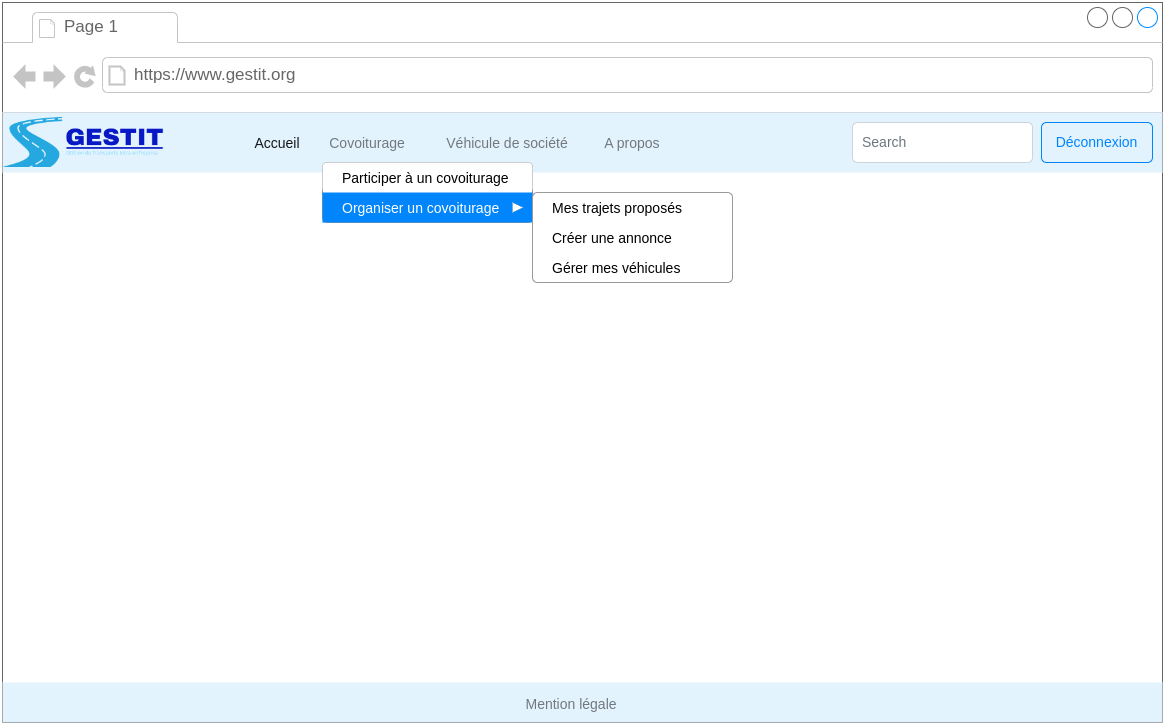 Page 1
https://www.gestit.org
GESTIT
Accueil
Covoiturage
Véhicule de société
A propos
Search
Déconnexion
Participer à un covoiturage
Organiser un covoiturage
Mes trajets proposés
Créer une annonce
Gérer mes véhicules
Mention légale